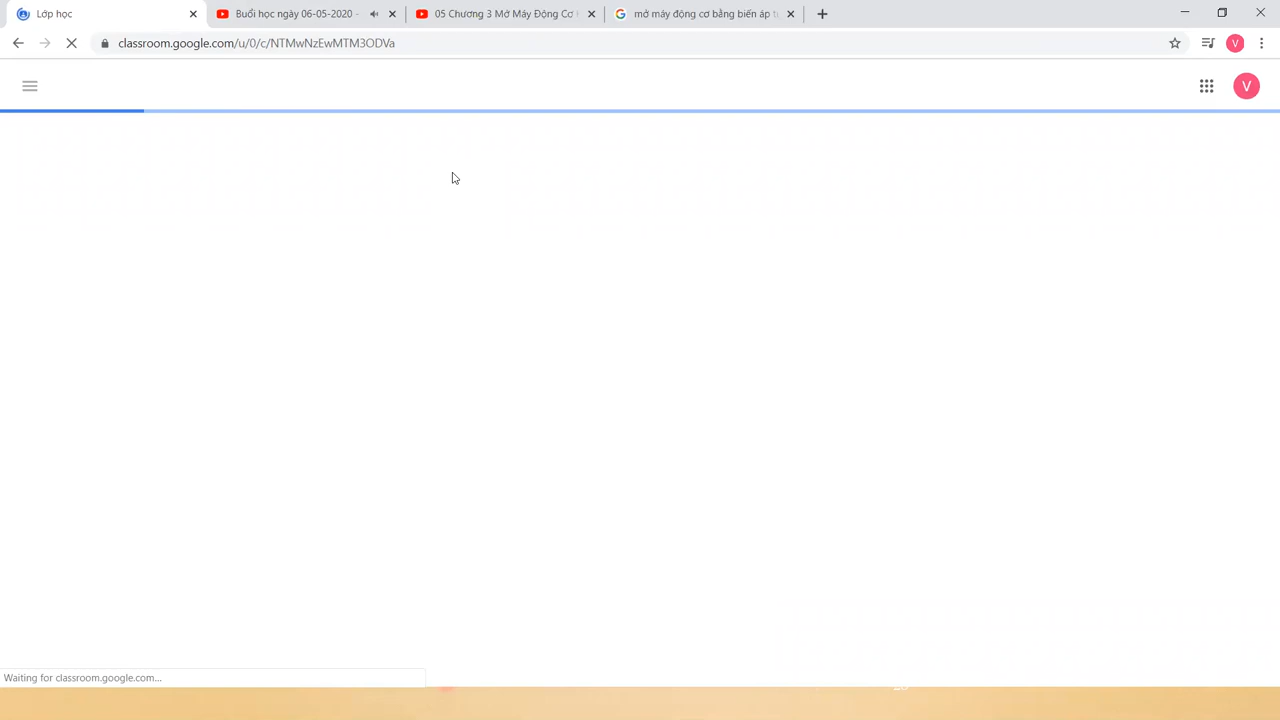 Lớp học
Buổi học ngày 06-05-2020 -
05 Chương 3 Mở Máy Động Cơ
mở máy động cơ bằng biến áp tụ
classroom.google.com/u/0/c/NTMwNzEwMTM3ODVa
V
V
Waiting for classroom.google.com...